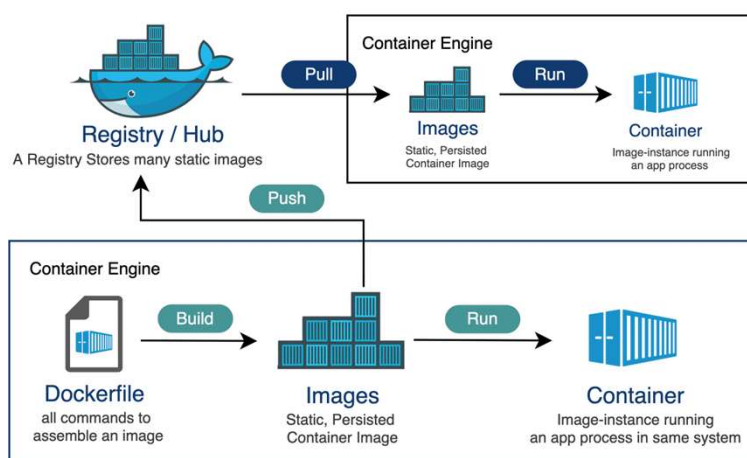 Container Engine
Pull
Run
Registry / Hub
A Registry Stores many static images
Images
Static, Persisted
Container Image
Container
Image-instance running
an app process
Push
Container Engine
Build
Run
Dockerfile
all commands to
assemble an image
Images
Static, Persisted
Container Image
Container
Image-instance running
an app process in same system